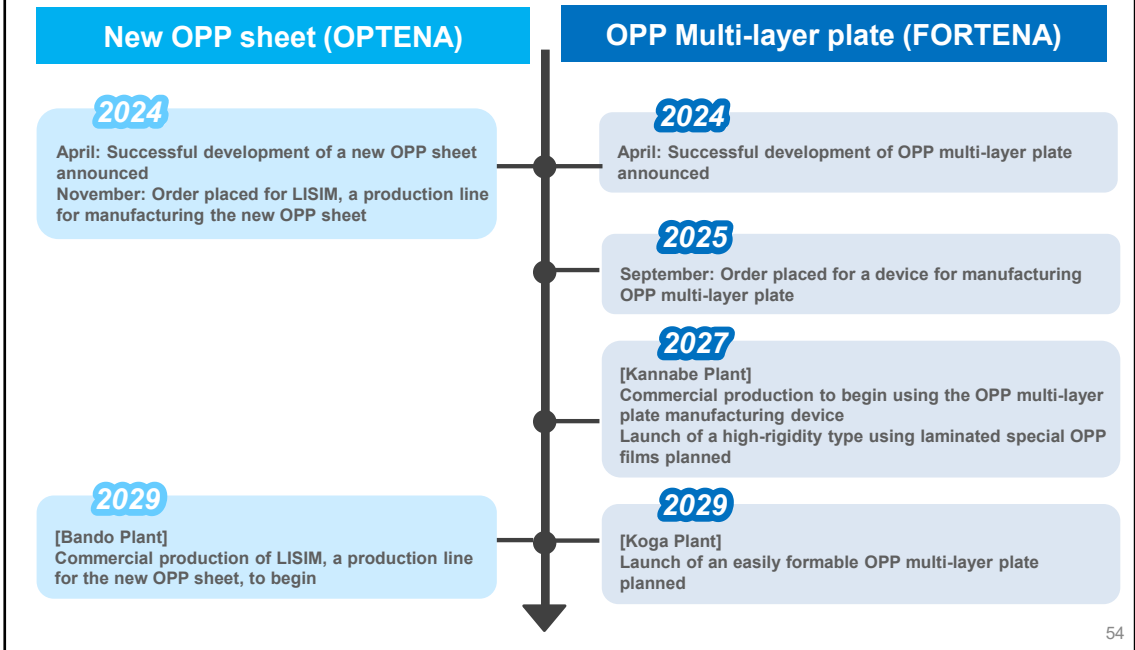 New OPP sheet (OPTENA)
2024
April: Successful development of a new OPP sheet
announced
November: Order placed for LISIM, a production line
for manufacturing the new OPP sheet
2029
[Bando Plant]
Commercial production of LISIM, a production line
for the new OPP sheet, to begin
OPP Multi-layer plate (FORTENA)
2024
April: Successful development of OPP multi-layer plate
announced
2025
September: Order placed for a device for manufacturing
OPP multi-layer plate
2027
[Kannabe Plant]
Commercial production to begin using the OPP multi-layer
plate manufacturing device
Launch of a high-rigidity type using laminated special OPP
films planned
2029
[Koga Plant]
Launch of an easily formable OPP multi-layer plate
planned
54